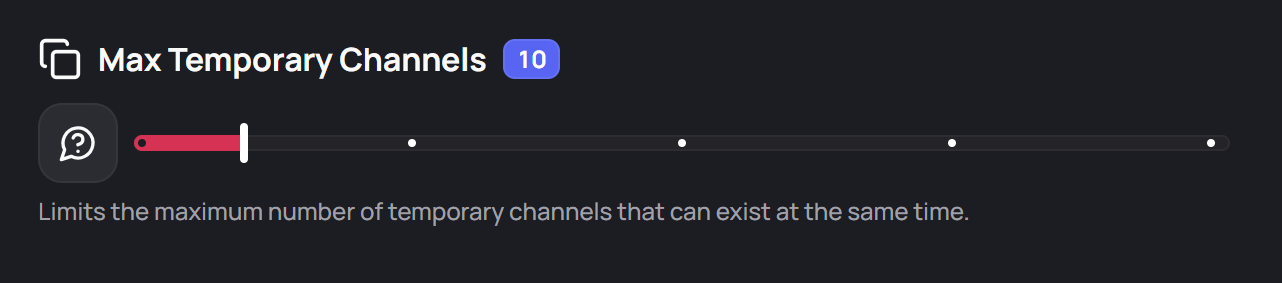 Max Temporary Channels 10
Limits the maximum number of temporary channels that can exist at the same time.